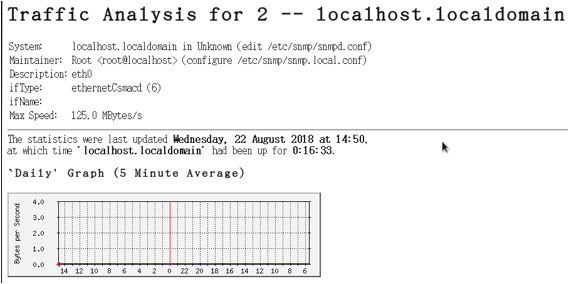 Traffic Analysis for 2 -- localhost.localdomain
System: localhost.localdomain in Unknown (edit /etc/snmp/snmpd.conf)
Maintainer: Root <root@localhost> (configure /etc/snmp/snmp.local.conf)
Description: eth0
ifType: ethernetCsmacd (6)
ifName:
Max Speed: 125.0 MBytes/s
The statistics were last updated Wednesday, 22 August 2018 at 14:50,
at which time 'localhost.localdomain' had been up for 0:16:33.
`Daily' Graph (5 Minute Average)
Bytes per Second
4.0
3.0
2.0
1.0
0.0
14 12 10 8 6 4 2 0 22 20 18 16 14 12 10 8 6